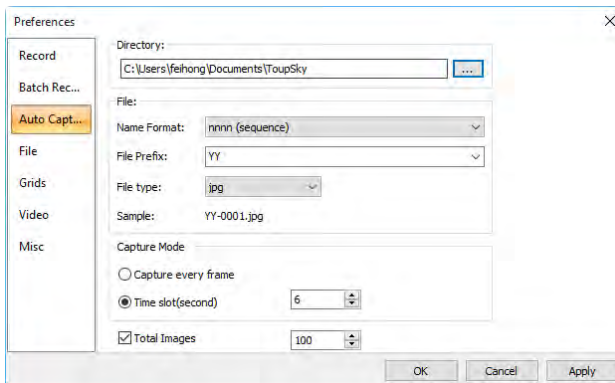 Preferences
Record
Batch Rec...
Auto Capt...
File
Grids
Video
Misc
Directory:
C:\Users\feihong\Documents\ToupSky
...
File:
Name Format: nnnn (sequence)
File Prefix: YY
File type: jpg
Sample: YY-0001.jpg
Capture Mode
Capture every frame
Time slot(second) 6
Total Images 100
OK Cancel Apply